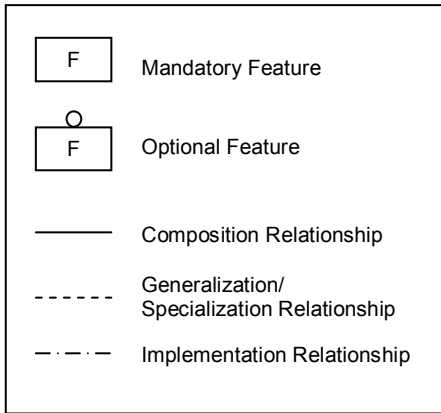 F
Mandatory Feature
F
Optional Feature
Composition Relationship
Generalization/
Specialization Relationship
Implementation Relationship